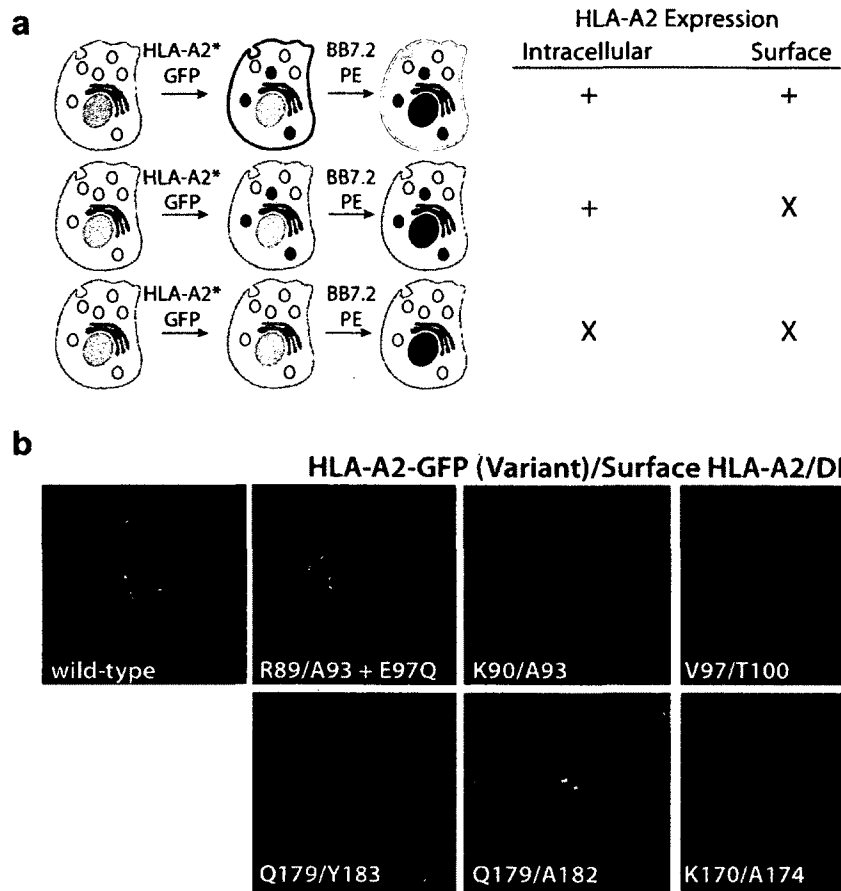 a
HLA-A2 Expression
Intracellular Surface
HLA-A2* GFP BB7.2 PE + +
HLA-A2* GFP BB7.2 PE + X
HLA-A2* GFP BB7.2 PE X X
b
HLA-A2-GFP (Variant)/Surface HLA-A2/D
wild-type R89/A93 + E97Q K90/A93 V97/T100
Q179/Y183 Q179/A182 K170/A174